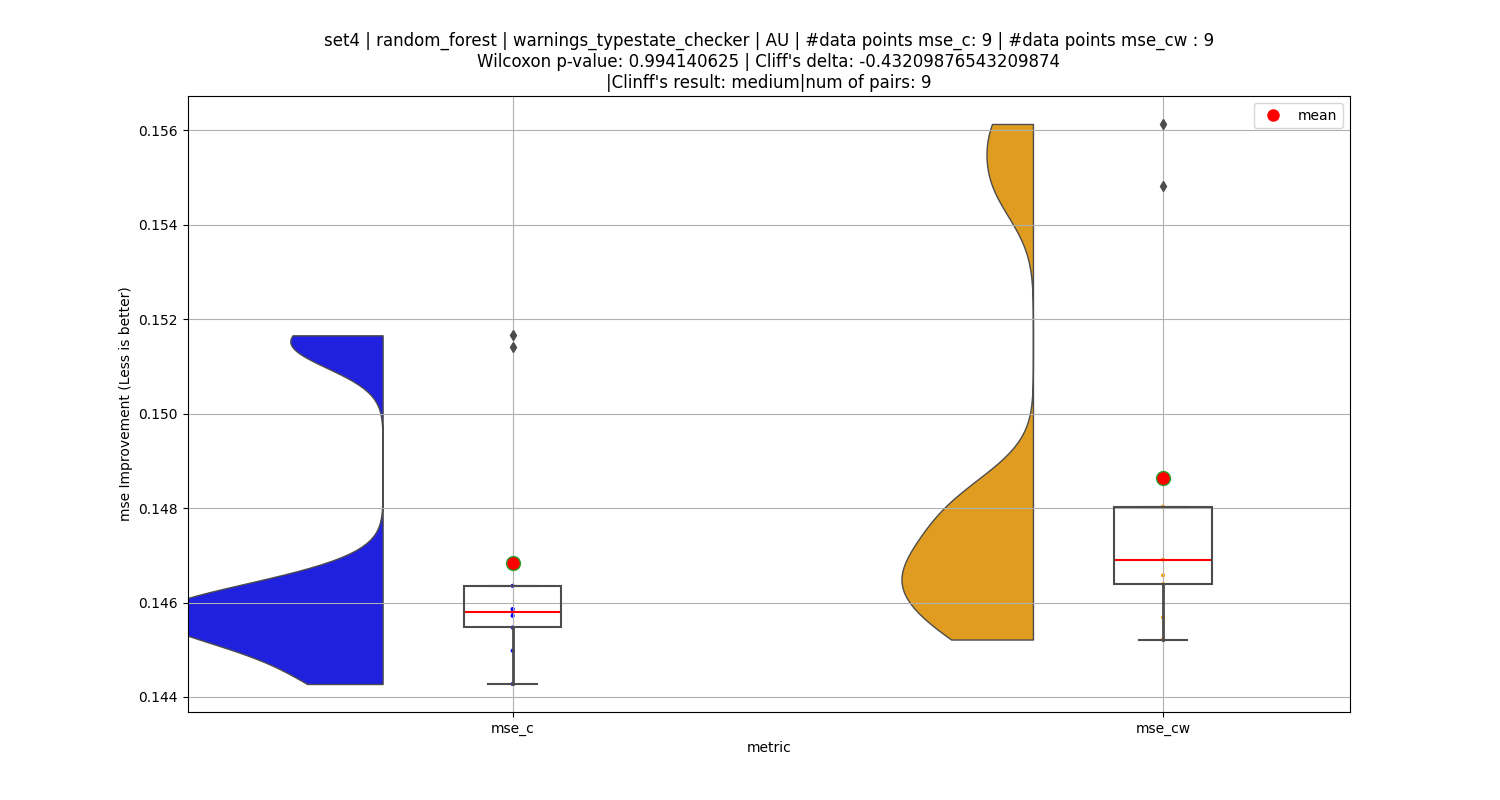 set4 | random_forest | warnings_typestate_checker | AU | #data points mse_c: 9 | #data points mse_cw : 9
Wilcoxon p-value: 0.994140625 | Cliff's delta: -0.43209876543209874
|Clinff's result: medium|num of pairs: 9
mean
0.156
0.154
0.152
0.150
0.148
0.146
0.144
mse Improvement (Less is better)
mse_c
mse_cw
metric